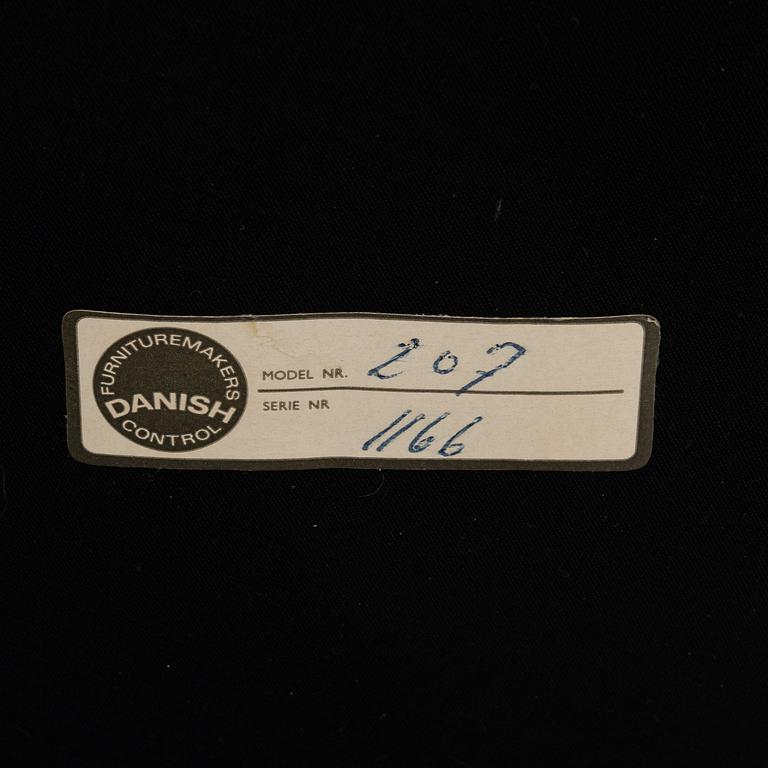 FURNITUREMAKERS
DANISH
CONTROL
MODEL NR. 207
SERIE NR 1166